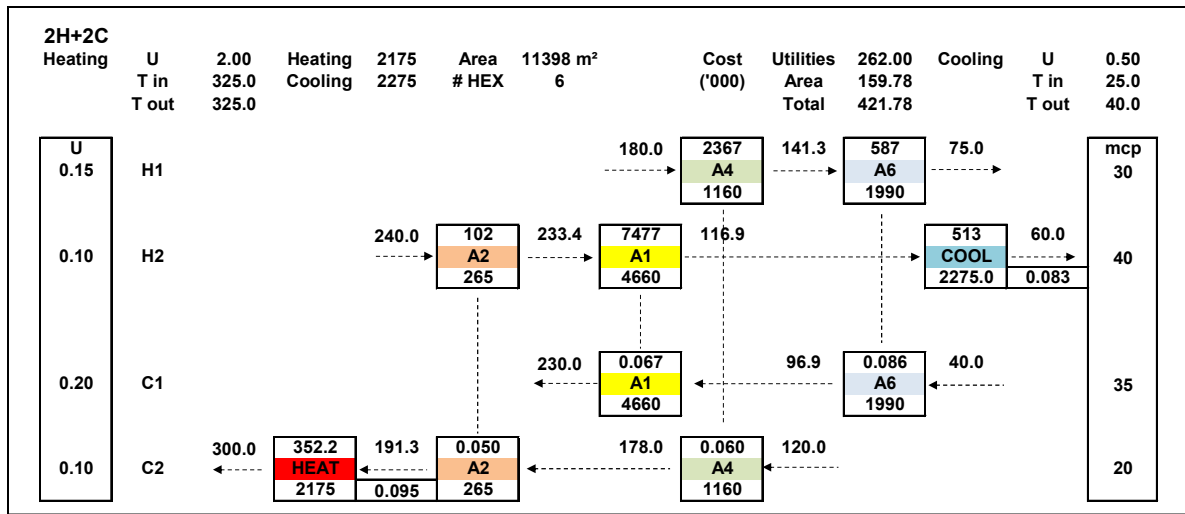 2H+2C
Heating U 2.00 Heating 2175 Area 11398 m² Cost Utilities 262.00 Cooling U 0.50
T in 325.0 Cooling 2275 # HEX 6 ('000) Area 159.78 T in 25.0
T out 325.0 Total 421.78 T out 40.0
U mcp
180.0 2367 141.3 587 75.0
0.15 H1 A4 A6 30
1160 1990
240.0 102 233.4 7477 116.9 513 60.0
0.10 H2 A2 A1 COOL 40
265 4660 2275.0 0.083
230.0 0.067 96.9 0.086 40.0
0.20 C1 A1 A6 35
4660 1990
300.0 352.2 191.3 0.050 178.0 0.060 120.0
0.10 C2 HEAT A2 A4 20
2175 0.095 265 1160